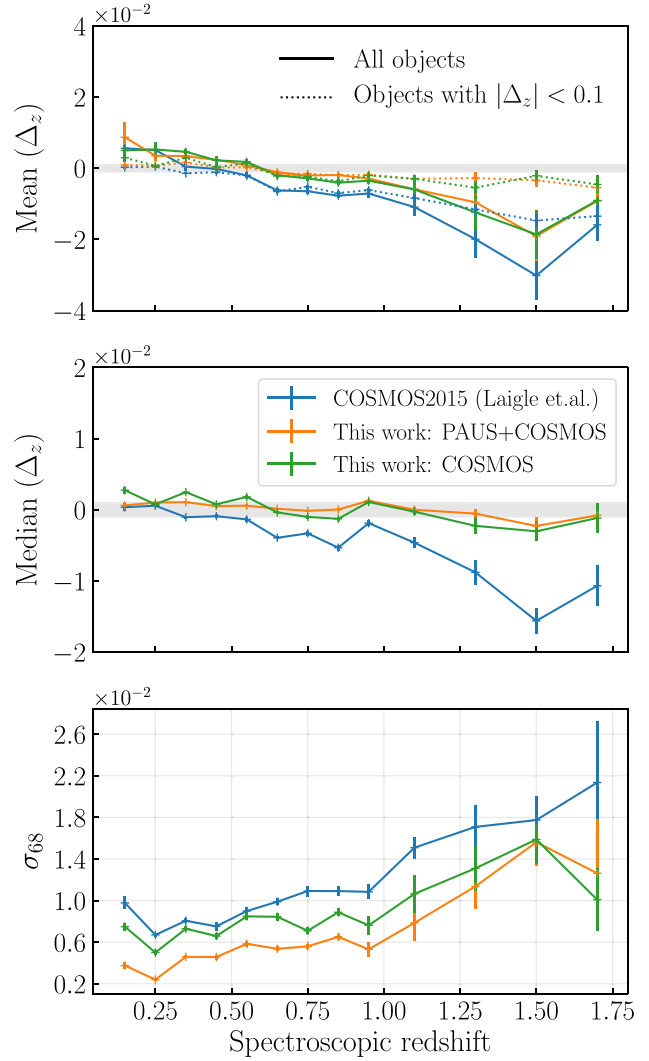 ×10⁻²
4
2
0
−2
−4
Mean (Δz)
All objects
Objects with |Δz| < 0.1
×10⁻²
2
1
0
−1
−2
Median (Δz)
COSMOS2015 (Laigle et.al.)
This work: PAUS+COSMOS
This work: COSMOS
×10⁻²
2.6
2.2
1.8
1.4
1.0
0.6
0.2
σ68
0.25 0.50 0.75 1.00 1.25 1.50 1.75
Spectroscopic redshift